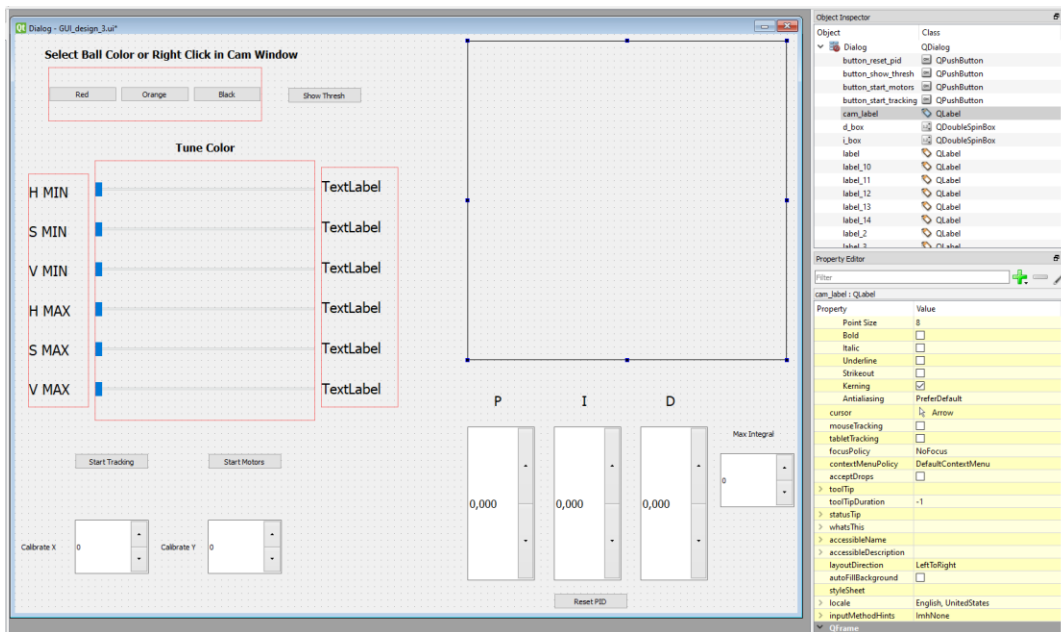 Dialog - GUI_design_3.ui*
Select Ball Color or Right Click in Cam Window
Red Orange Black Show Thresh
Tune Color
H MIN TextLabel
S MIN TextLabel
V MIN TextLabel
H MAX TextLabel
S MAX TextLabel
V MAX TextLabel
Start Tracking Start Motors
Calibrate X 0 Calibrate Y 0
P I D
Max Integral
0,000 0,000 0,000 0
Reset PID
Object Inspector
Object Class
Dialog QDialog
button_reset_pid QPushButton
button_show_thresh QPushButton
button_start_motors QPushButton
button_start_tracking QPushButton
cam_label QLabel
d_box QDoubleSpinBox
i_box QDoubleSpinBox
label QLabel
label_10 QLabel
label_11 QLabel
label_12 QLabel
label_13 QLabel
label_14 QLabel
label_2 QLabel
label_3 QLabel
Property Editor
Filter
cam_label : QLabel
Property Value
Point Size 8
Bold
Italic
Underline
Strikeout
Kerning
Antialiasing PreferDefault
cursor Arrow
mouseTracking
tabletTracking
focusPolicy NoFocus
contextMenuPolicy DefaultContextMenu
acceptDrops
toolTip
toolTipDuration -1
statusTip
whatsThis
accessibleName
accessibleDescription
layoutDirection LeftToRight
autoFillBackground
styleSheet
locale English, UnitedStates
inputMethodHints ImhNone
QFrame